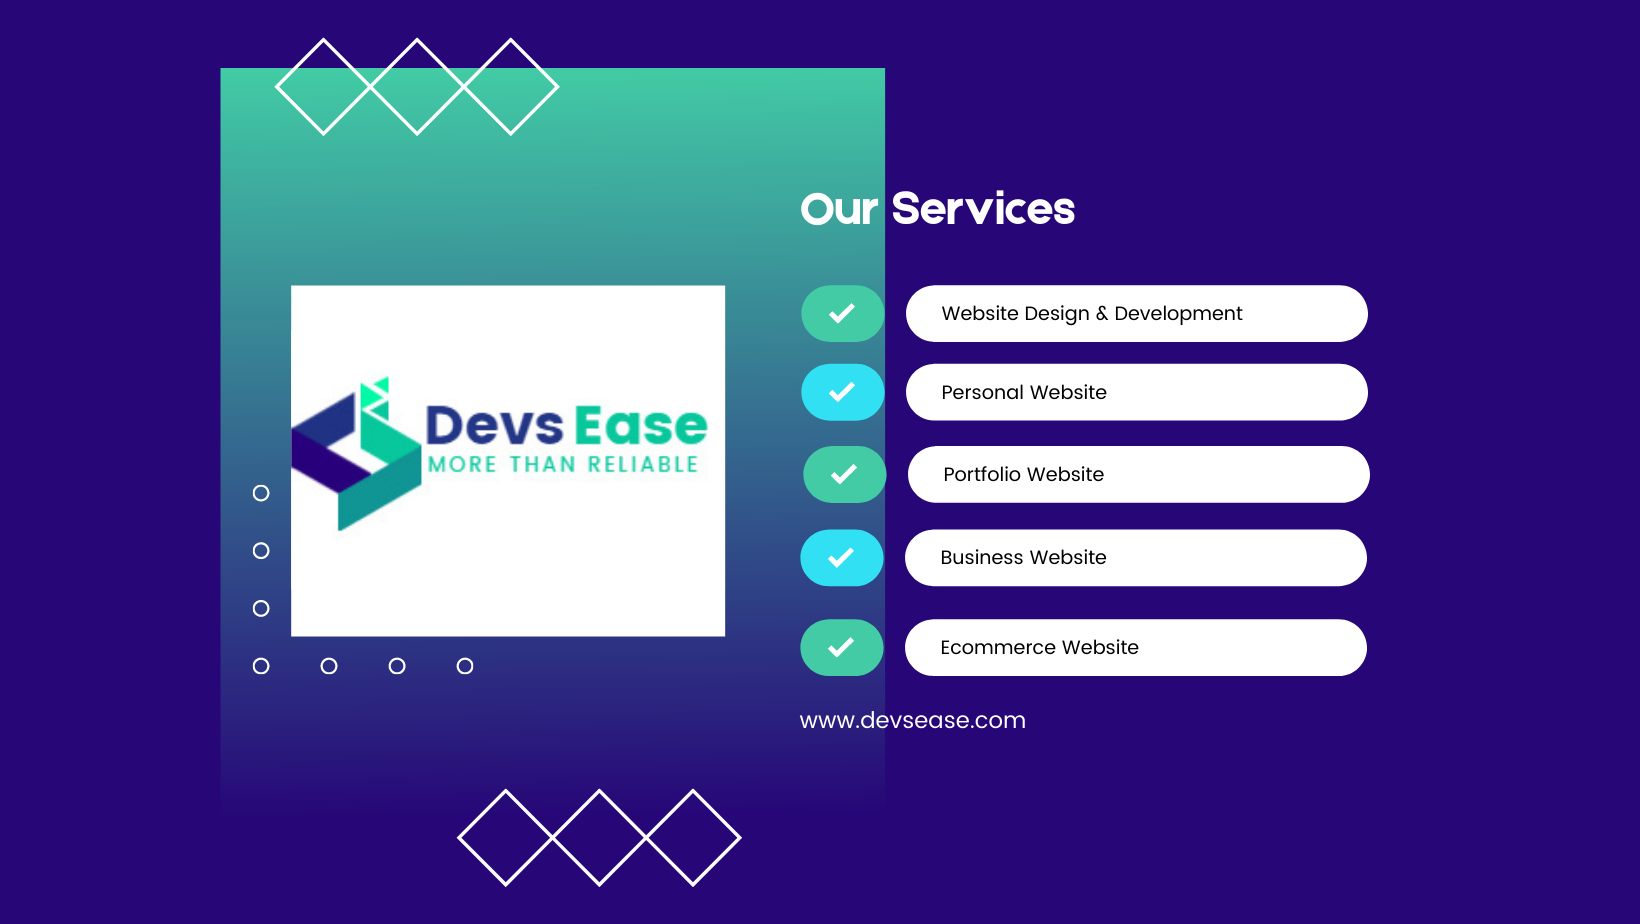 Our Services
Devs Ease
MORE THAN RELIABLE
Website Design & Development
Personal Website
Portfolio Website
Business Website
Ecommerce Website
www.devsease.com